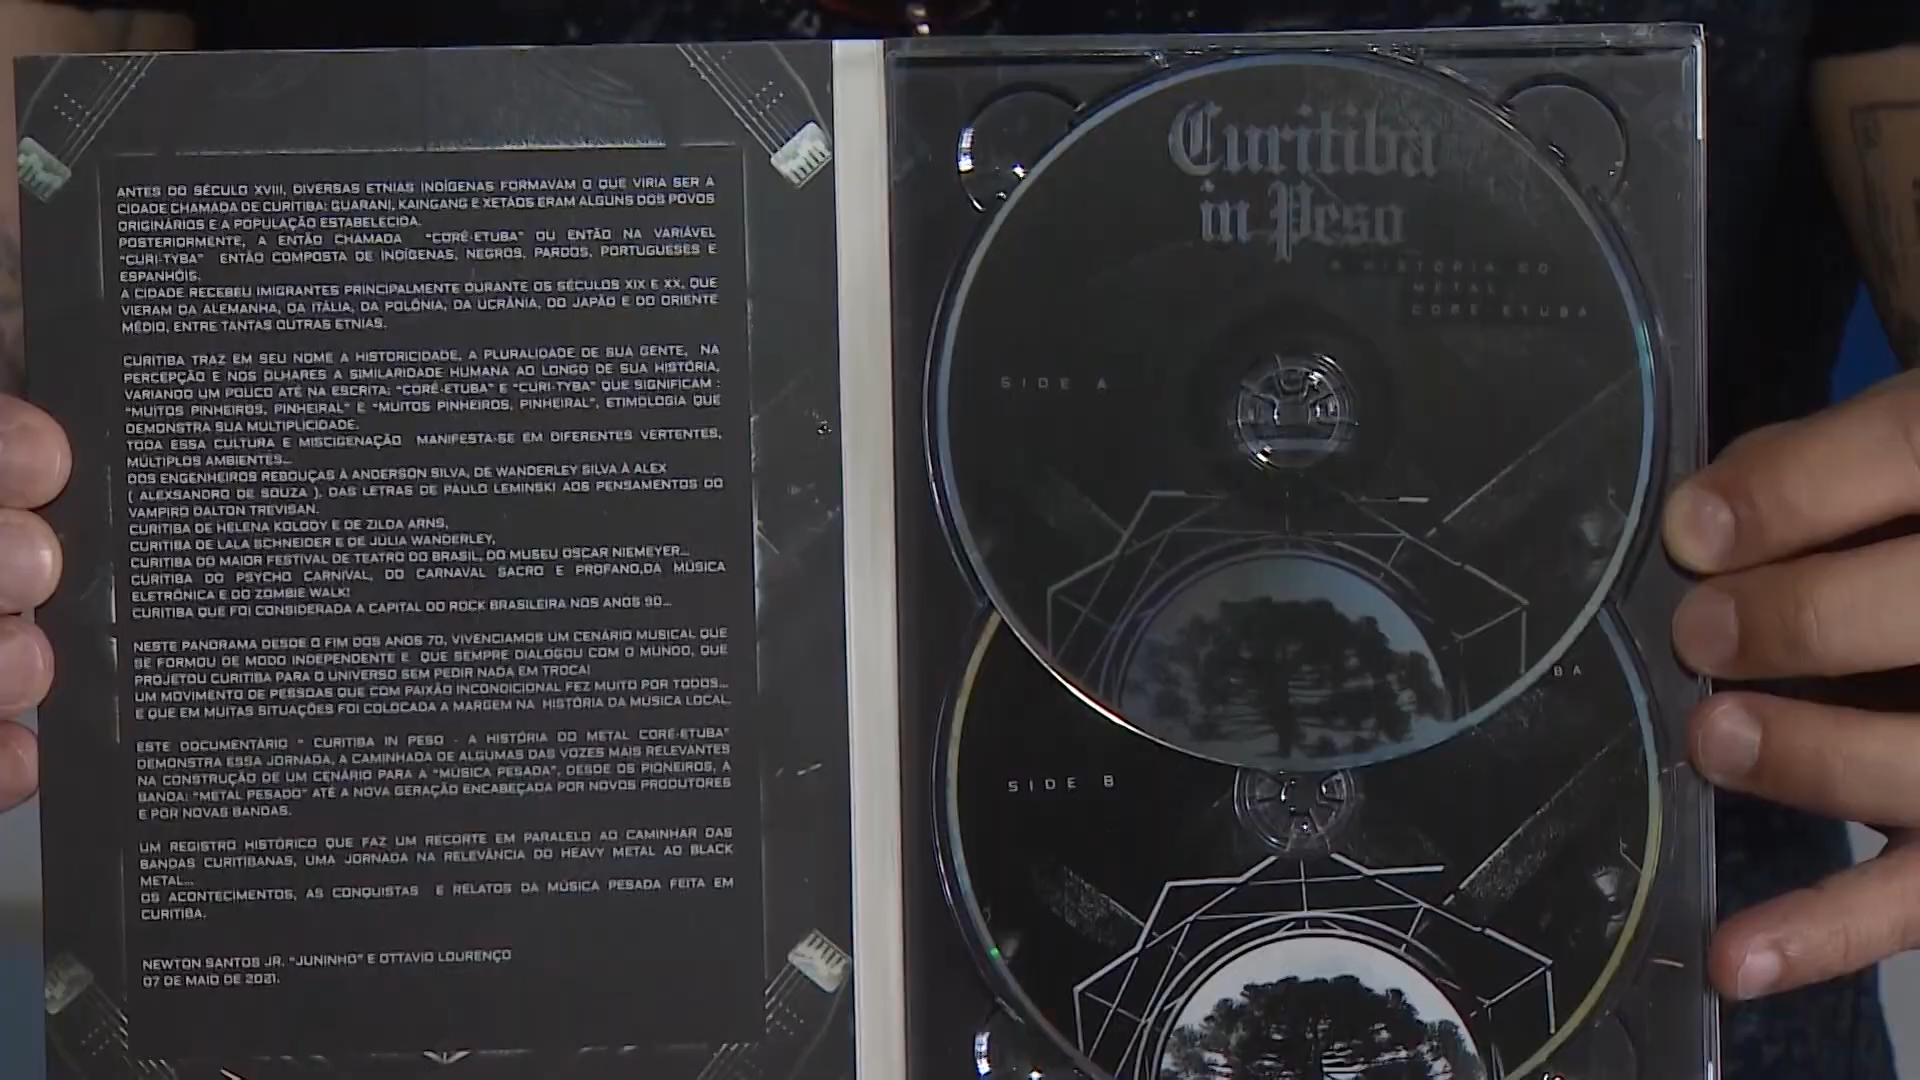 ANTES DO SÉCULO XVIII, DIVERSAS ETNIAS INDÍGENAS FORMAVAM O QUE VIRIA SER A
CIDADE CHAMADA DE CURITIBA: GUARANI, KAINGANG E XETÁOS ERAM ALGUNS DOS POVOS
ORIGINÁRIOS E A POPULAÇÃO ESTABELECIDA.
POSTERIORMENTE, A ENTÃO CHAMADA "CORÉ-ETUBA" OU ENTÃO NA VARIÁVEL
"CURI-TYBA" ENTÃO COMPOSTA DE INDÍGENAS, NEGROS, PARDOS, PORTUGUESES E
ESPANHÓIS.
A CIDADE RECEBEU IMIGRANTES PRINCIPALMENTE DURANTE OS SÉCULOS XIX E XX, QUE
VIERAM DA ALEMANHA, DA ITÁLIA, DA POLÔNIA, DA UCRÂNIA, DO JAPÃO E DO ORIENTE
MÉDIO, ENTRE TANTAS OUTRAS ETNIAS.
CURITIBA TRAZ EM SEU NOME A HISTORICIDADE, A PLURALIDADE DE SUA GENTE, NA
PERCEPÇÃO E NOS OLHARES A SIMILARIDADE HUMANA AO LONGO DE SUA HISTÓRIA,
VARIANDO UM POUCO ATÉ NA ESCRITA: "CORÉ-ETUBA" E "CURI-TYBA" QUE SIGNIFICAM :
"MUITOS PINHEIROS, PINHEIRAL" E "MUITOS PINHEIROS, PINHEIRAL", ETIMOLOGIA QUE
DEMONSTRA SUA MULTIPLICIDADE.
TODA ESSA CULTURA E MISCIGENAÇÃO MANIFESTA-SE EM DIFERENTES VERTENTES,
MÚLTIPLOS AMBIENTES...
DOS ENGENHEIROS REBOUÇAS À ANDERSON SILVA, DE WANDERLEY SILVA À ALEX
( ALEXSANDRO DE SOUZA ), DAS LETRAS DE PAULO LEMINSKI AOS PENSAMENTOS DO
VAMPIRO DALTON TREVISAN.
CURITIBA DE HELENA KOLODY E DE ZILDA ARNS,
CURITIBA DE LALA SCHNEIDER E DE JULIA WANDERLEY,
CURITIBA DO MAIOR FESTIVAL DE TEATRO DO BRASIL, DO MUSEU OSCAR NIEMEYER...
CURITIBA DO PSYCHO CARNIVAL, DO CARNAVAL SACRO E PROFANO,DA MÚSICA
ELETRÔNICA E DO ZOMBIE WALK!
CURITIBA QUE FOI CONSIDERADA A CAPITAL DO ROCK BRASILEIRA NOS ANOS 90...
NESTE PANORAMA DESDE O FIM DOS ANOS 70, VIVENCIAMOS UM CENÁRIO MUSICAL QUE
SE FORMOU DE MODO INDEPENDENTE E QUE SEMPRE DIALOGOU COM O MUNDO, QUE
PROJETOU CURITIBA PARA O UNIVERSO SEM PEDIR NADA EM TROCA!
UM MOVIMENTO DE PESSOAS QUE COM PAIXÃO INCONDICIONAL FEZ MUITO POR TODOS...
E QUE EM MUITAS SITUAÇÕES FOI COLOCADA A MARGEM NA HISTÓRIA DA MÚSICA LOCAL.
ESTE DOCUMENTÁRIO " CURITIBA IN PESO - A HISTÓRIA DO METAL CORÉ-ETUBA"
DEMONSTRA ESSA JORNADA, A CAMINHADA DE ALGUMAS DAS VOZES MAIS RELEVANTES
NA CONSTRUÇÃO DE UM CENÁRIO PARA A "MÚSICA PESADA", DESDE OS PIONEIROS, A
BANDA: "METAL PESADO" ATÉ A NOVA GERAÇÃO ENCABEÇADA POR NOVOS PRODUTORES
E POR NOVAS BANDAS.
UM REGISTRO HISTÓRICO QUE FAZ UM RECORTE EM PARALELO AO CAMINHAR DAS
BANDAS CURITIBANAS, UMA JORNADA NA RELEVÂNCIA DO HEAVY METAL AO BLACK
METAL...
OS ACONTECIMENTOS, AS CONQUISTAS E RELATOS DA MÚSICA PESADA FEITA EM
CURITIBA.
NEWTON SANTOS JR. "JUNINHO" E OTTAVIO LOURENÇO
07 DE MAIO DE 2021.
Curitiba
in Peso
A HISTÓRIA DO
METAL
CORÉ-ETUBA
SIDE A
BA
SIDE B